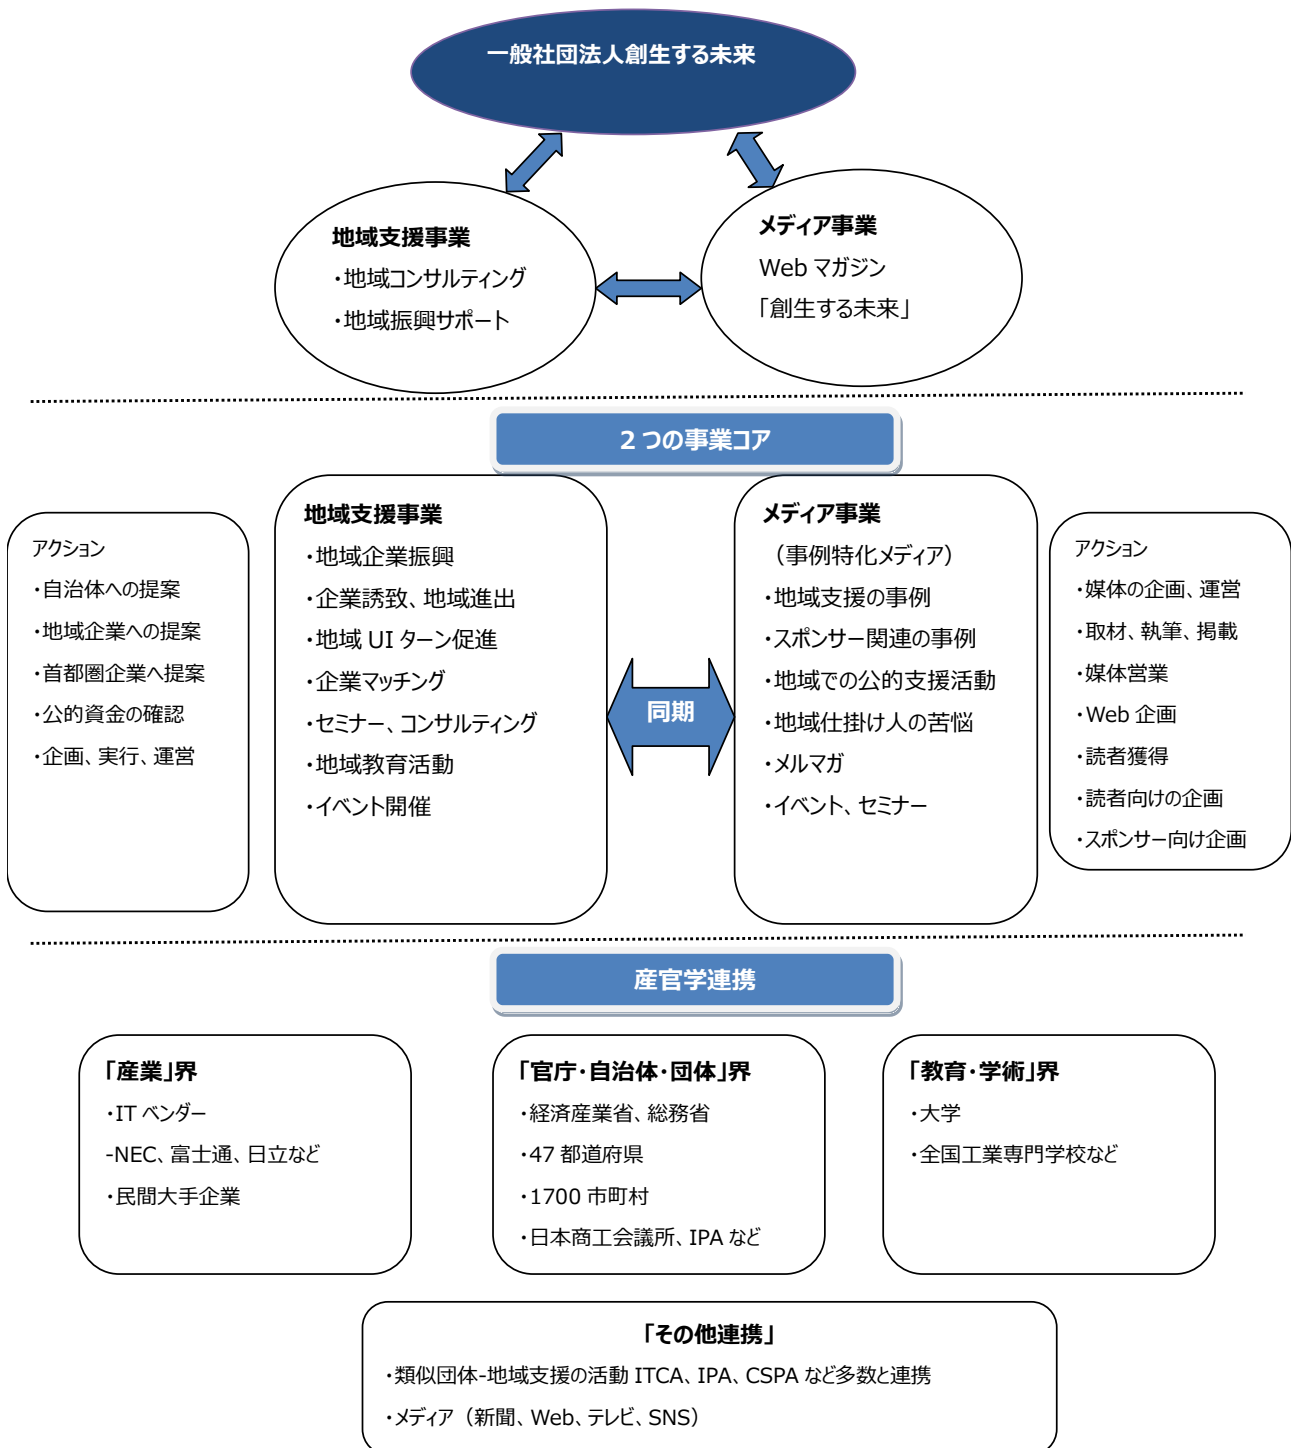 一般社団法人創生する未来
地域支援事業
・地域コンサルティング
・地域振興サポート
メディア事業
Web マガジン
「創生する未来」
2 つの事業コア
アクション
・自治体への提案
・地域企業への提案
・首都圏企業へ提案
・公的資金の確認
・企画、実行、運営
地域支援事業
・地域企業振興
・企業誘致、地域進出
・地域 UI ターン促進
・企業マッチング
・セミナー、コンサルティング
・地域教育活動
・イベント開催
同期
メディア事業
（事例特化メディア）
・地域支援の事例
・スポンサー関連の事例
・地域での公的支援活動
・地域仕掛け人の苦悩
・メルマガ
・イベント、セミナー
アクション
・媒体の企画、運営
・取材、執筆、掲載
・媒体営業
・Web 企画
・読者獲得
・読者向けの企画
・スポンサー向け企画
産官学連携
「産業」界
・IT ベンダー
-NEC、富士通、日立など
・民間大手企業
「官庁・自治体・団体」界
・経済産業省、総務省
・47 都道府県
・1700 市町村
・日本商工会議所、IPA など
「教育・学術」界
・大学
・全国工業専門学校など
「その他連携」
・類似団体-地域支援の活動 ITCA、IPA、CSPA など多数と連携
・メディア（新聞、Web、テレビ、SNS）